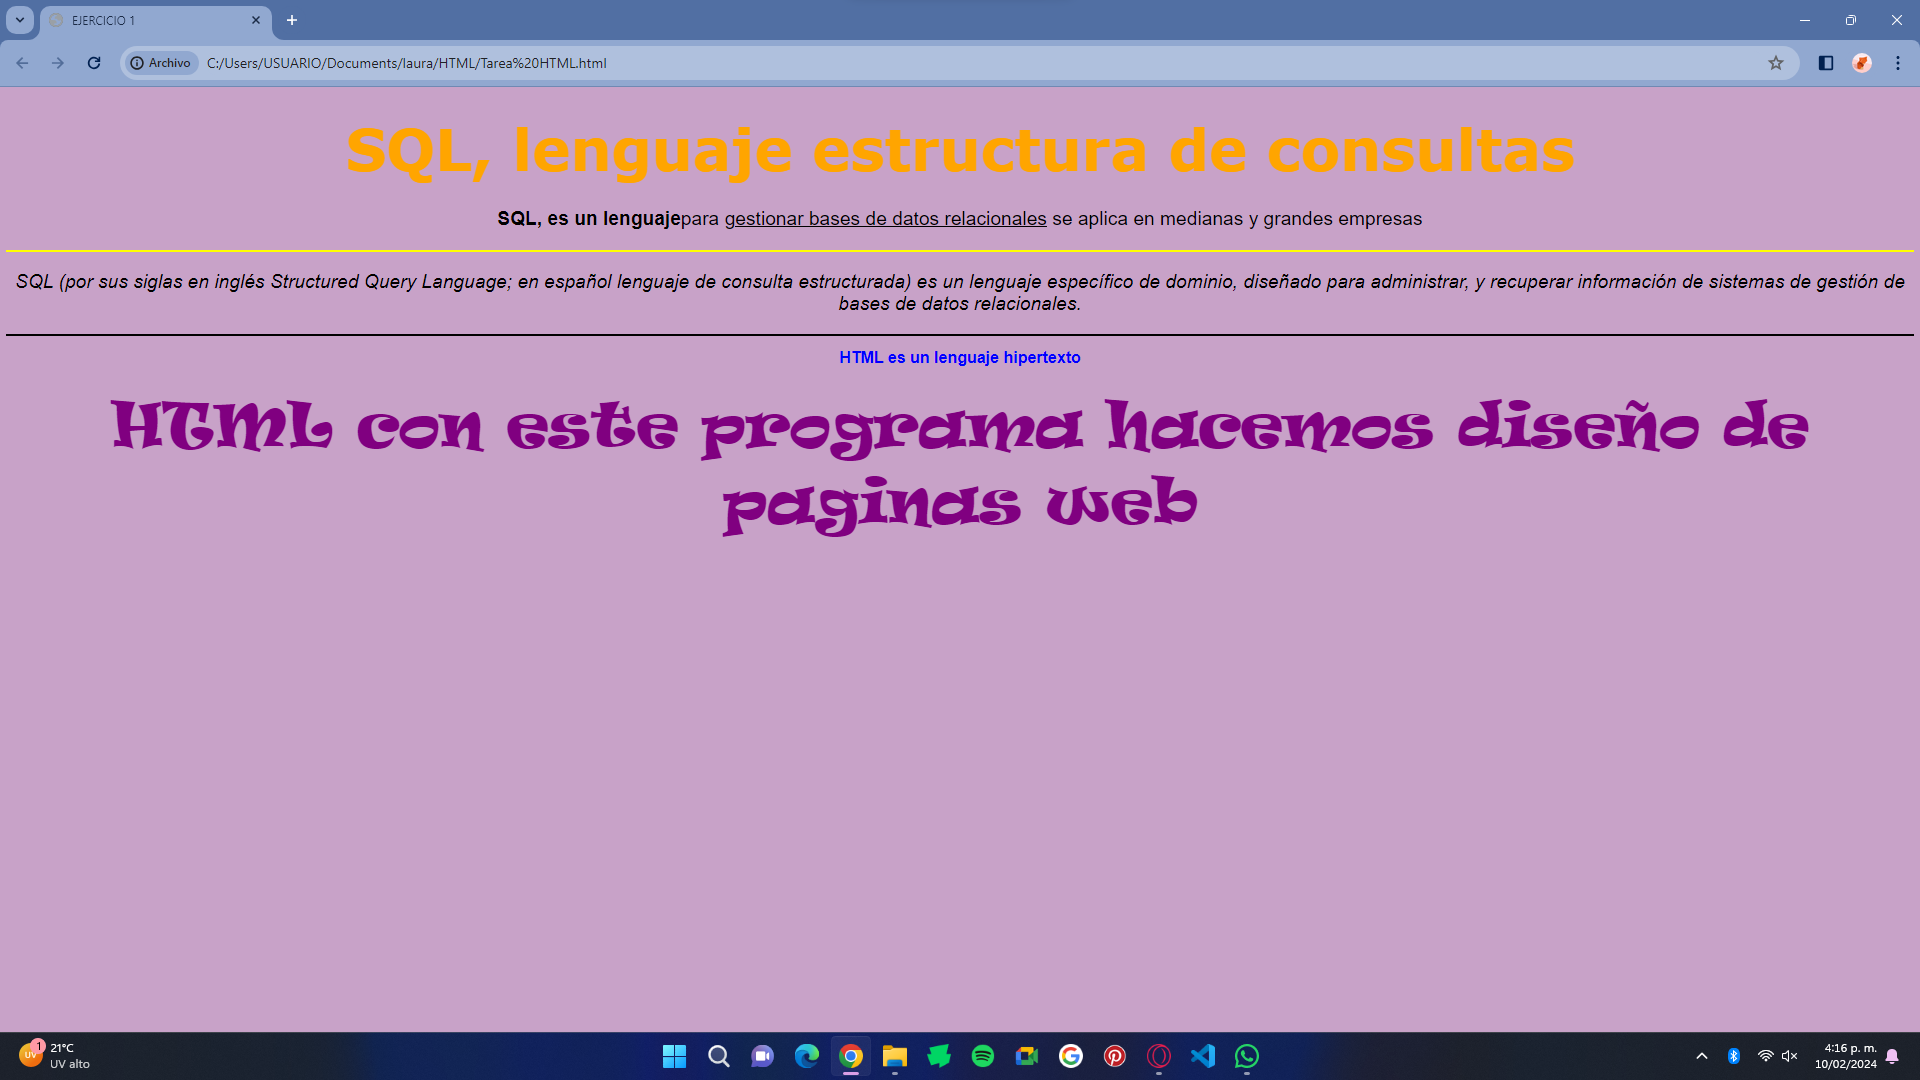 EJERCICIO 1
Archivo
C:/Users/USUARIO/Documents/laura/HTML/Tarea%20HTML.html
SQL, lenguaje estructura de consultas
SQL, es un lenguajepara gestionar bases de datos relacionales se aplica en medianas y grandes empresas
SQL (por sus siglas en inglés Structured Query Language; en español lenguaje de consulta estructurada) es un lenguaje específico de dominio, diseñado para administrar, y recuperar información de sistemas de gestión de
bases de datos relacionales.
HTML es un lenguaje hipertexto
HTML con este programa hacemos diseño de
paginas web
UV
1
21°C
UV alto
4:16 p. m.
10/02/2024